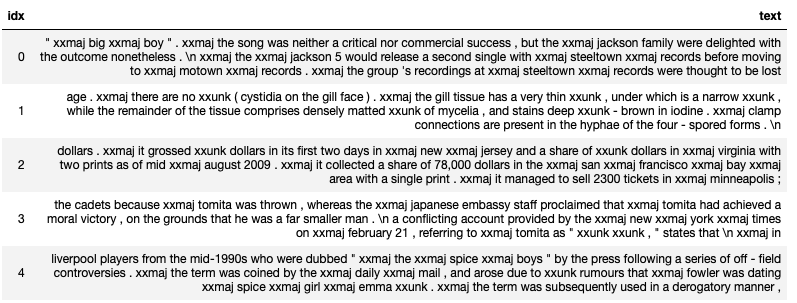 idx text
0 " xxmaj big xxmaj boy " . xxmaj the song was neither a critical nor commercial success , but the xxmaj jackson family were delighted with
the outcome nonetheless . \n xxmaj the xxmaj jackson 5 would release a second single with xxmaj steeltown xxmaj records before moving
to xxmaj motown xxmaj records . xxmaj the group 's recordings at xxmaj steeltown xxmaj records were thought to be lost
1 age . xxmaj there are no xxunk ( cystidia on the gill face ) . xxmaj the gill tissue has a very thin xxunk , under which is a narrow xxunk ,
while the remainder of the tissue comprises densely matted xxunk of mycelia , and stains deep xxunk - brown in iodine . xxmaj clamp
connections are present in the hyphae of the four - spored forms . \n
2 dollars . xxmaj it grossed xxunk dollars in its first two days in xxmaj new xxmaj jersey and a share of xxunk dollars in xxmaj virginia with
two prints as of mid xxmaj august 2009 . xxmaj it collected a share of 78,000 dollars in the xxmaj san xxmaj francisco xxmaj bay xxmaj
area with a single print . xxmaj it managed to sell 2300 tickets in xxmaj minneapolis ;
3 the cadets because xxmaj tomita was thrown , whereas the xxmaj japanese embassy staff proclaimed that xxmaj tomita had achieved a
moral victory , on the grounds that he was a far smaller man . \n a conflicting account provided by the xxmaj new xxmaj york xxmaj times
on xxmaj february 21 , referring to xxmaj tomita as " xxunk xxunk , " states that \n xxmaj in
4 liverpool players from the mid-1990s who were dubbed " xxmaj the xxmaj spice xxmaj boys " by the press following a series of off - field
controversies . xxmaj the term was coined by the xxmaj daily xxmaj mail , and arose due to xxunk rumours that xxmaj fowler was dating
xxmaj spice xxmaj girl xxmaj emma xxunk . xxmaj the term was subsequently used in a derogatory manner ,